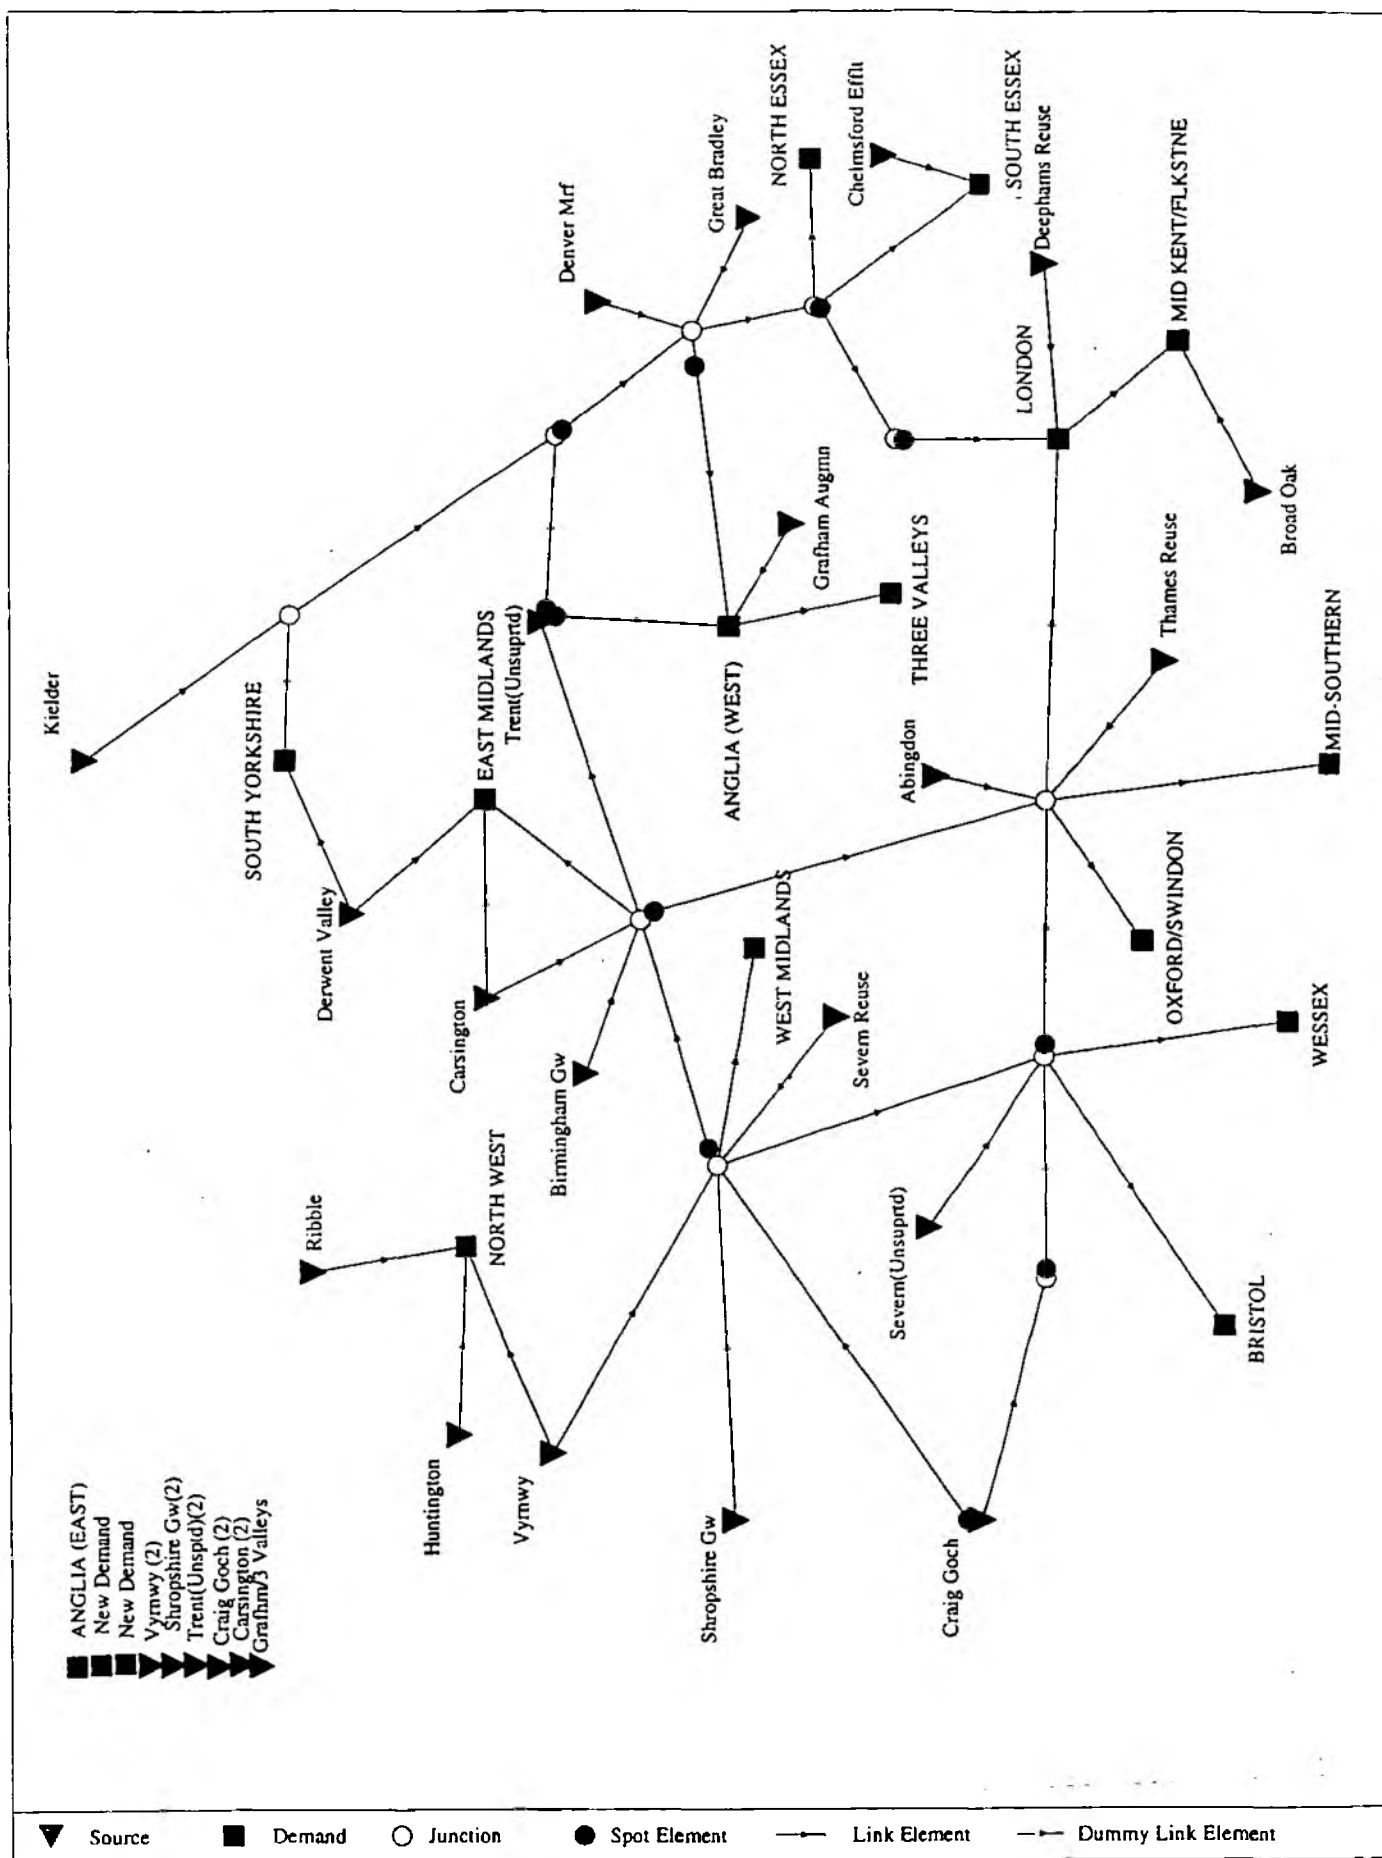 ANGLIA (EAST)
New Demand
New Demand
Vyrnwy (2)
Shropshire Gw(2)
Trent(Unsptd)(2)
Craig Goch (2)
Carsington (2)
Grafhm/3 Valleys
Kielder
SOUTH YORKSHIRE
Derwent Valley
EAST MIDLANDS
Trent(Unsuprtd)
Carsington
Birmingham Gw
Ribble
NORTH WEST
Huntington
Vyrnwy
Shropshire Gw
Craig Goch
WEST MIDLANDS
Severn Reuse
Severn(Unsuprtd)
BRISTOL
WESSEX
OXFORD/SWINDON
Abingdon
Thames Reuse
MID-SOUTHERN
ANGLIA (WEST)
THREE VALLEYS
Grafham Augmn
Denver Mrf
Great Bradley
NORTH ESSEX
Chelmsford Efflt
SOUTH ESSEX
Deephams Reuse
LONDON
MID KENT/FLKSTNE
Broad Oak
Source
Demand
Junction
Spot Element
Link Element
Dummy Link Element